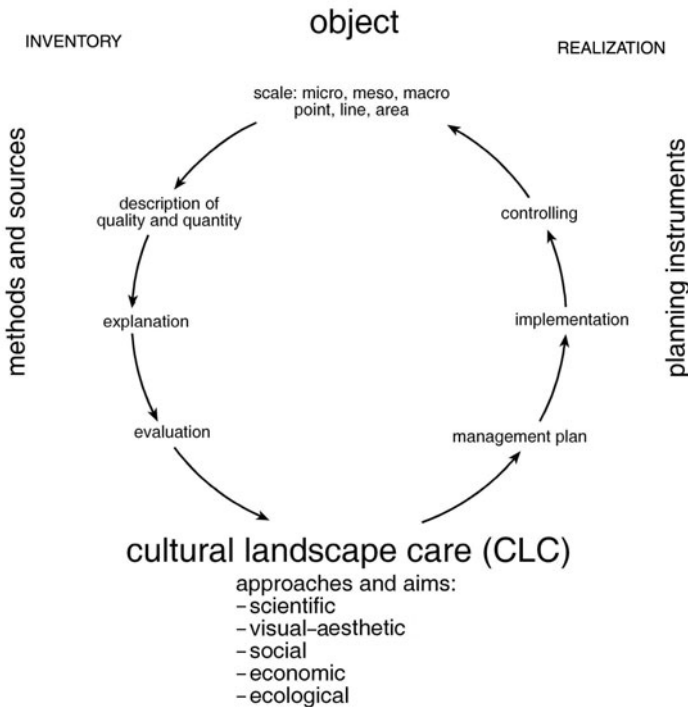 object
INVENTORY
REALIZATION
scale: micro, meso, macro
point, line, area
methods and sources
description of
quality and quantity
explanation
evaluation
planning instruments
controlling
implementation
management plan
cultural landscape care (CLC)
approaches and aims:
–scientific
–visual–aesthetic
–social
–economic
–ecological